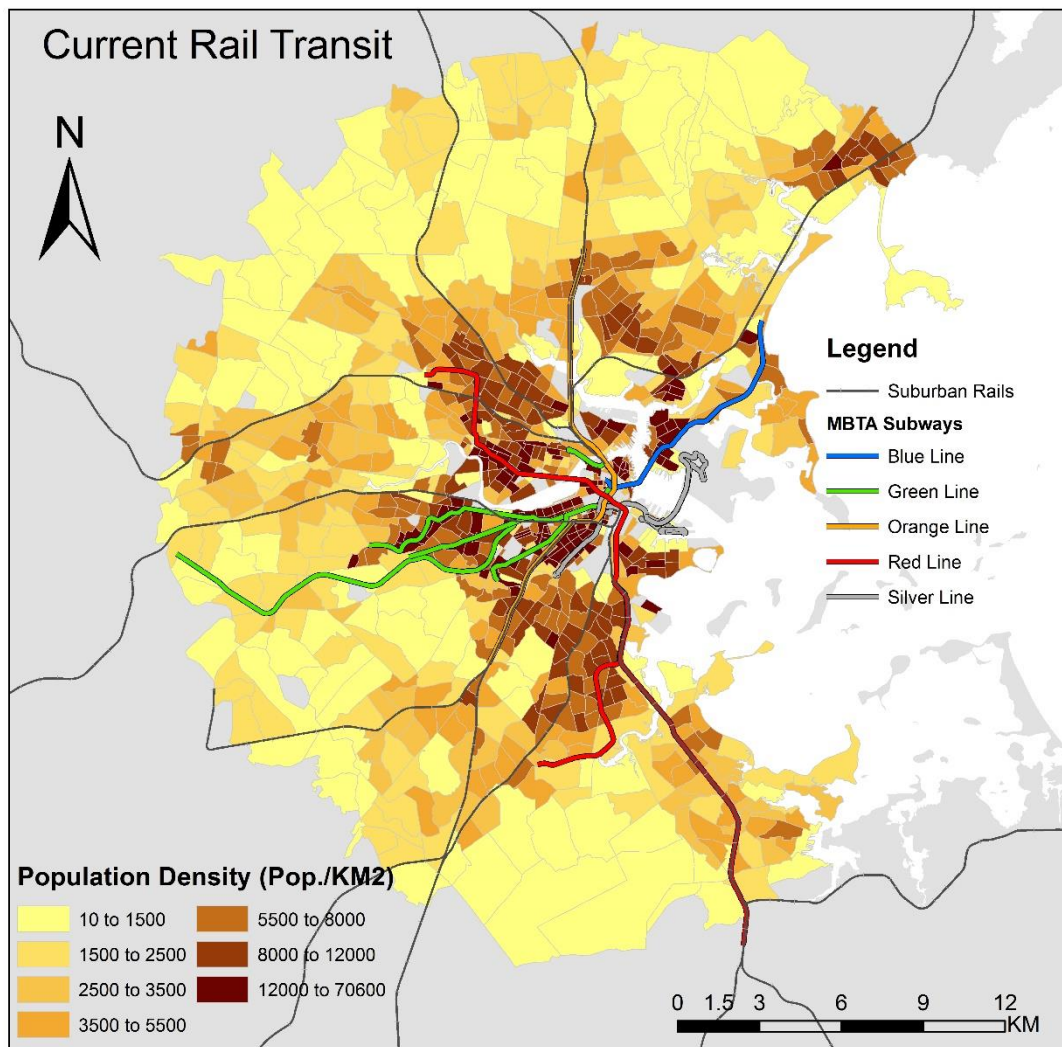 Current Rail Transit
N
Legend
Suburban Rails
MBTA Subways
Blue Line
Green Line
Orange Line
Red Line
Silver Line
Population Density (Pop./KM2)
10 to 1500
1500 to 2500
2500 to 3500
3500 to 5500
5500 to 8000
8000 to 12000
12000 to 70600
0 1.5 3 6 9 12
KM